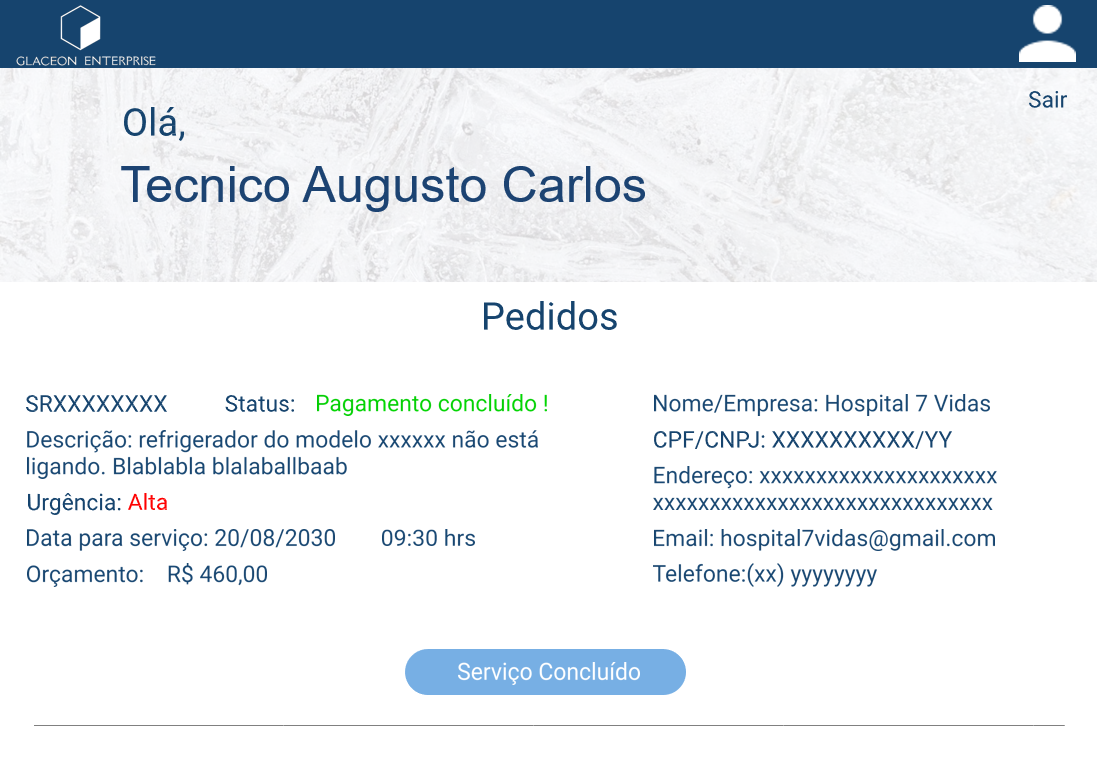 GLACEON ENTERPRISE
Sair
Olá,
Tecnico Augusto Carlos
Pedidos
SRXXXXXXXX Status: Pagamento concluído !
Descrição: refrigerador do modelo xxxxxx não está
ligando. Blablabla blalaballbaab
Urgência: Alta
Data para serviço: 20/08/2030 09:30 hrs
Orçamento: R$ 460,00
Nome/Empresa: Hospital 7 Vidas
CPF/CNPJ: XXXXXXXXXX/YY
Endereço: xxxxxxxxxxxxxxxxxxxxx
xxxxxxxxxxxxxxxxxxxxxxxxxxxxxx
Email: hospital7vidas@gmail.com
Telefone:(xx) yyyyyyyy
Serviço Concluído